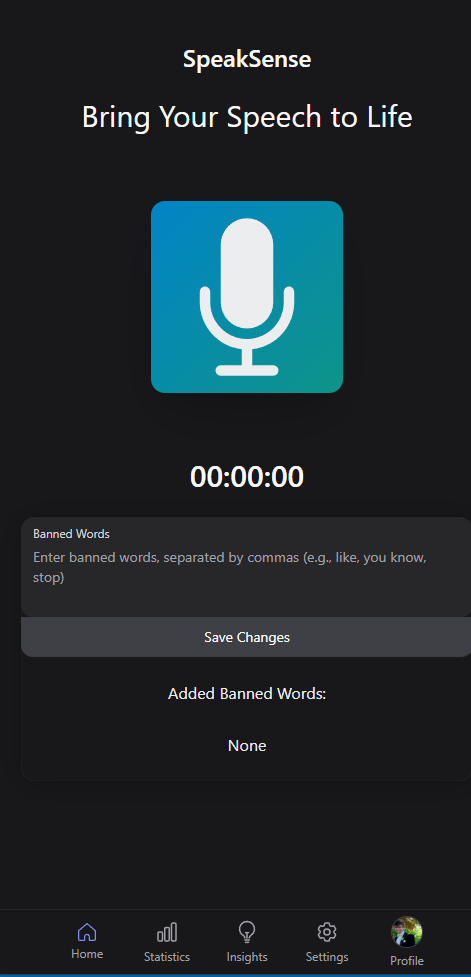 SpeakSense
Bring Your Speech to Life
00:00:00
Banned Words
Enter banned words, separated by commas (e.g., like, you know,
stop)
Save Changes
Added Banned Words:
None
Home
Statistics
Insights
Settings
Profile